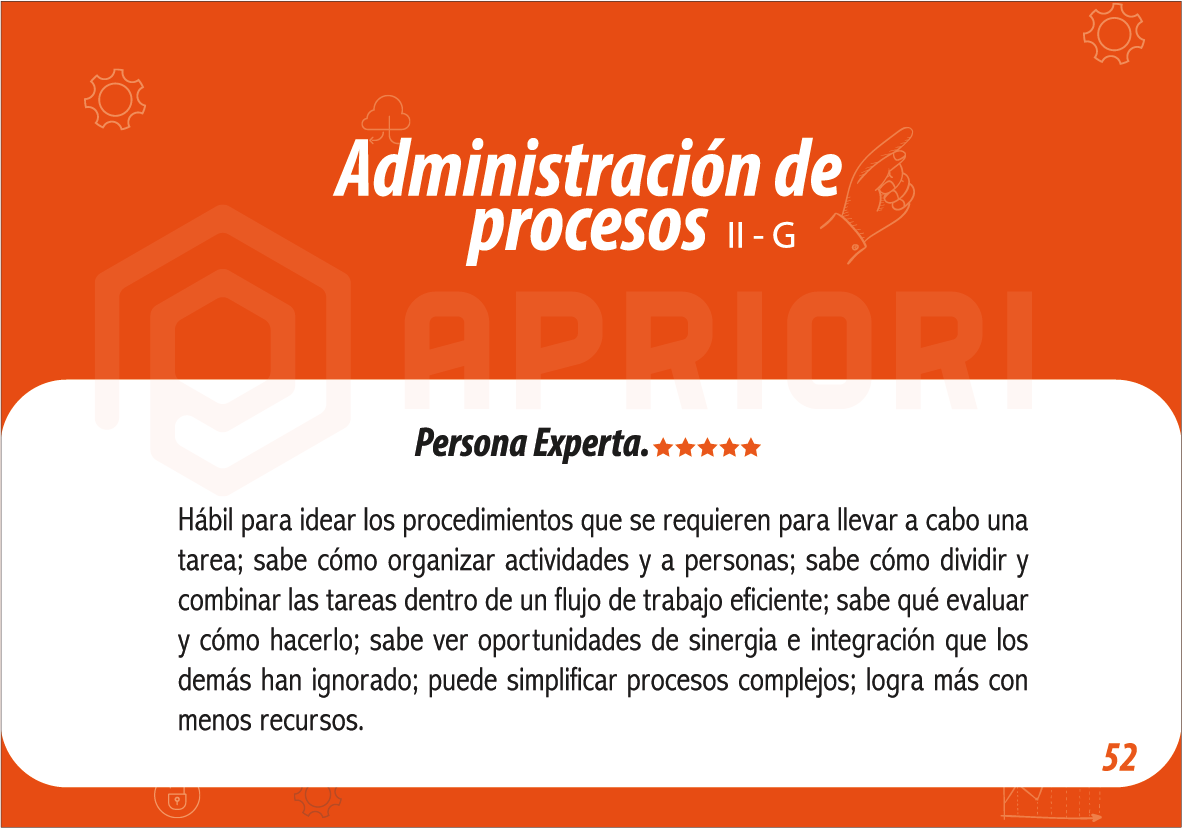 Administración de
procesos II - G
APRIORI
Persona Experta.
Hábil para idear los procedimientos que se requieren para llevar a cabo una
tarea; sabe cómo organizar actividades y a personas; sabe cómo dividir y
combinar las tareas dentro de un flujo de trabajo eficiente; sabe qué evaluar
y cómo hacerlo; sabe ver oportunidades de sinergia e integración que los
demás han ignorado; puede simplificar procesos complejos; logra más con
menos recursos.
52